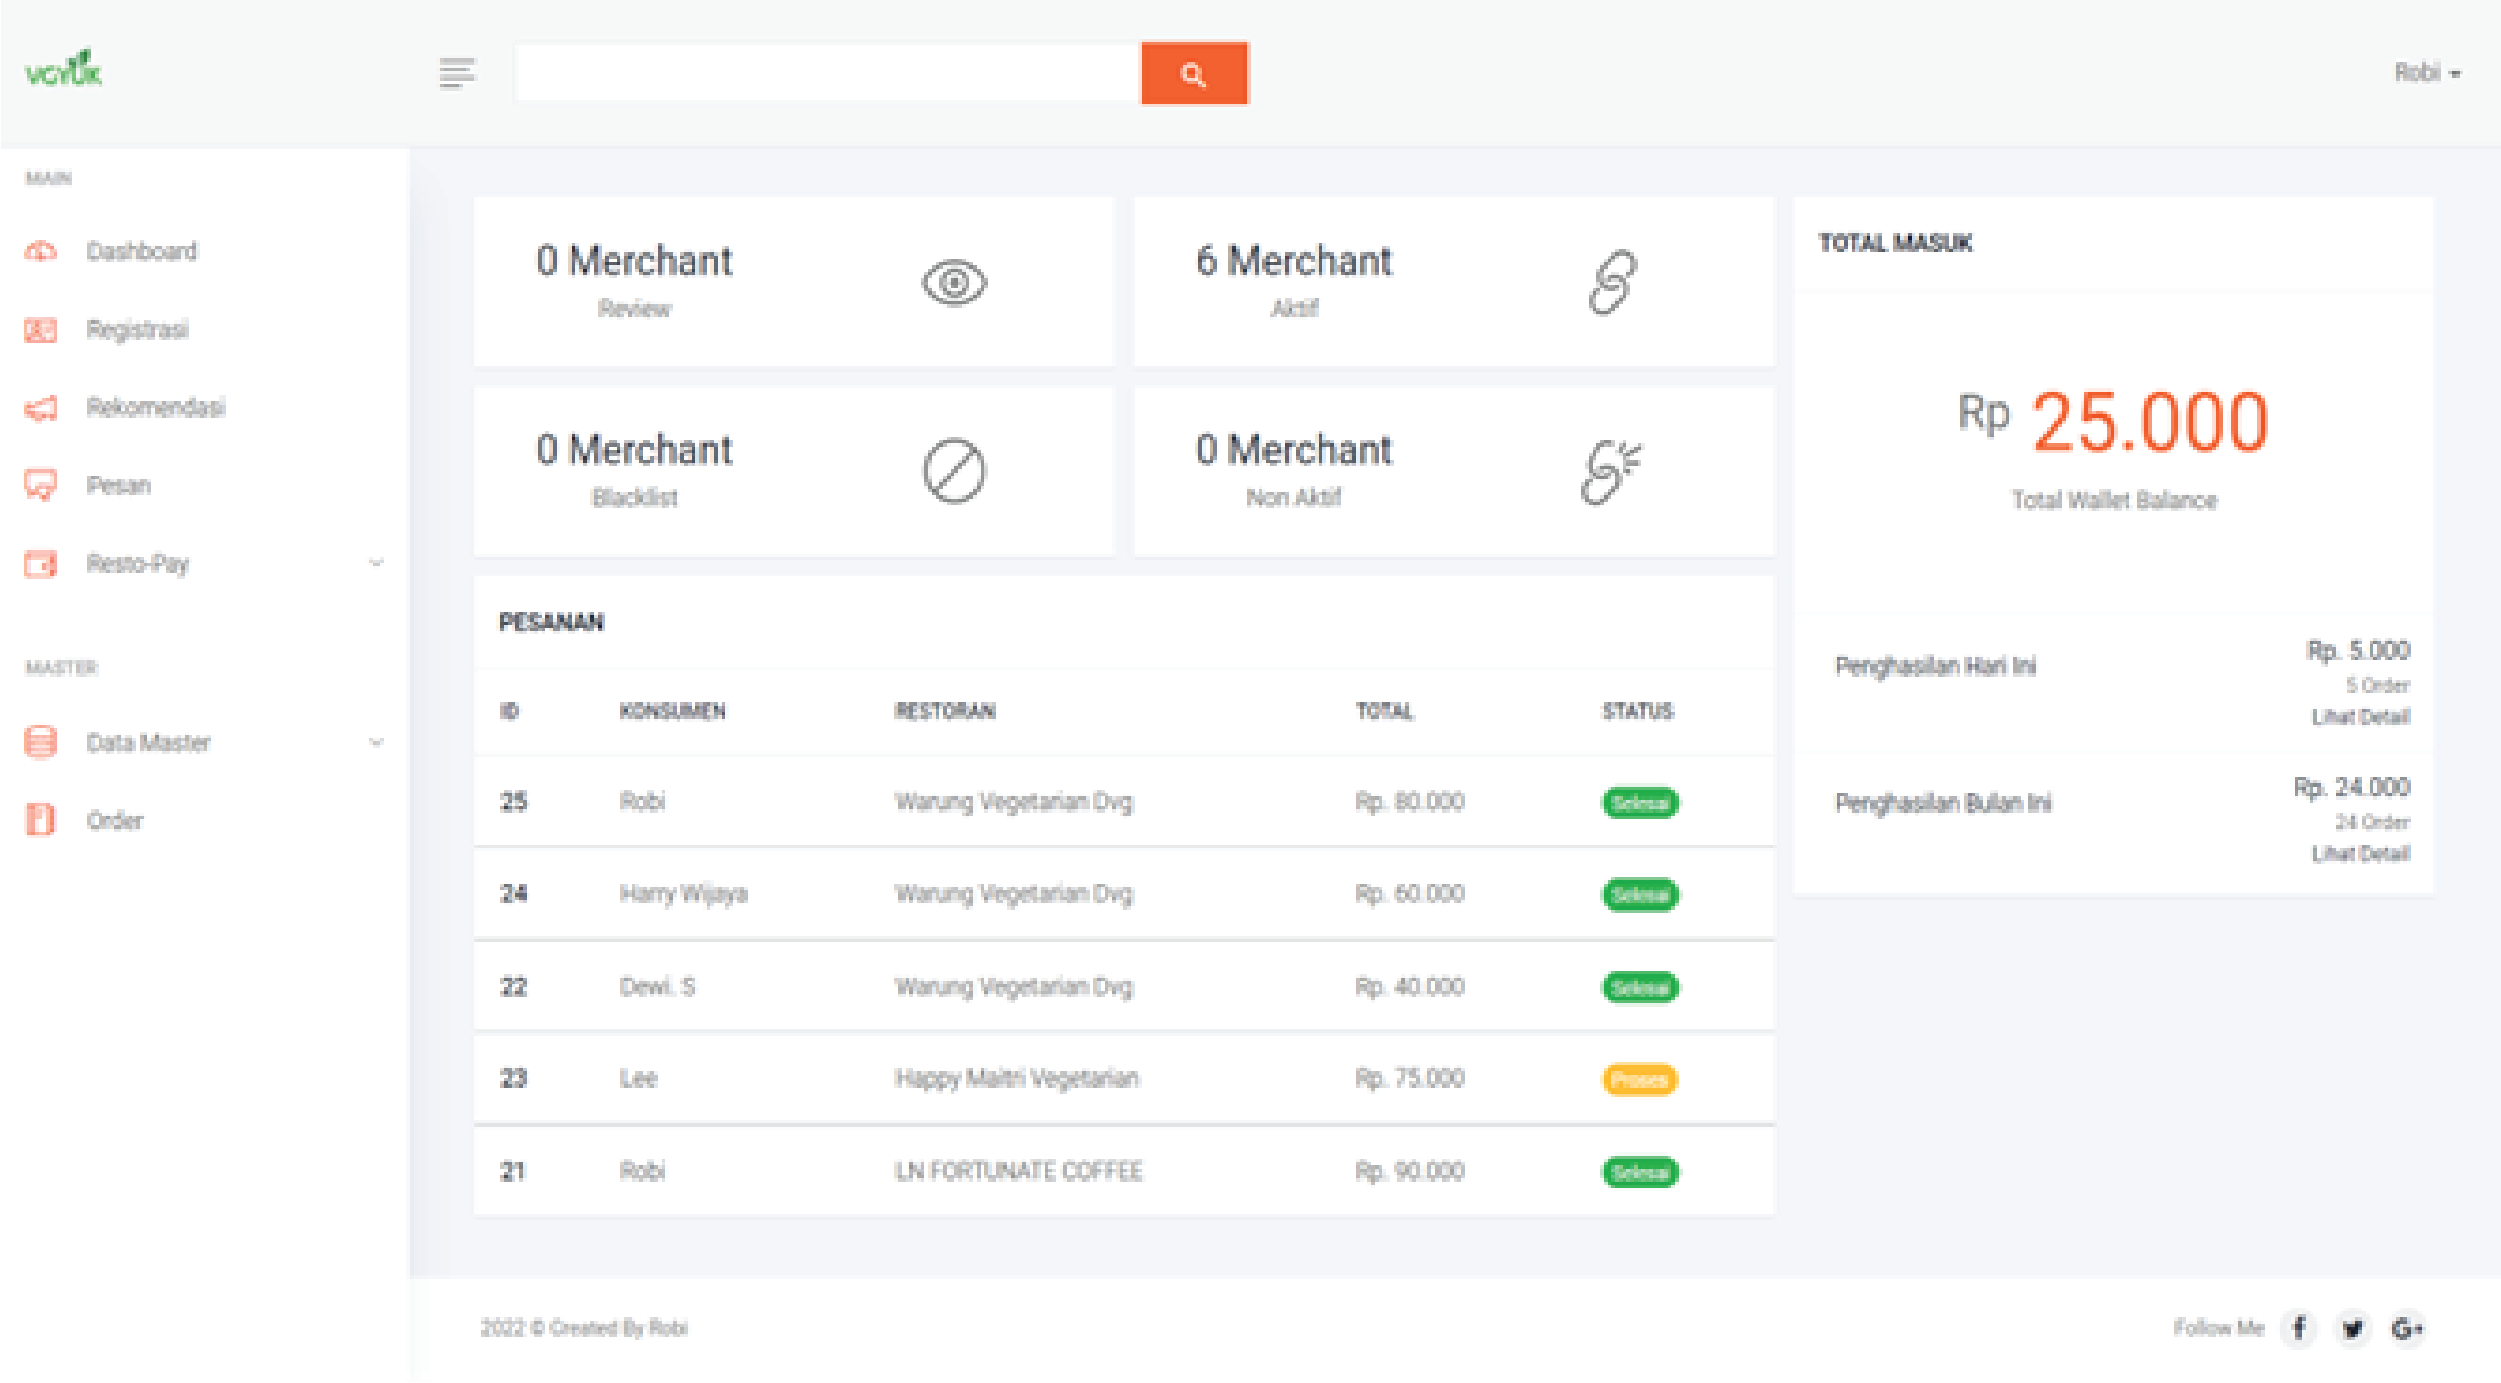 VGYUK
Robi
MAIN
Dashboard
Registrasi
Rekomendasi
Pesan
Resto-Pay
MASTER
Data Master
Order
0 Merchant
Review
6 Merchant
Aktif
0 Merchant
Blacklist
0 Merchant
Non Aktif
PESANAN
ID KONSUMEN RESTORAN TOTAL STATUS
25 Robi Warung Vegetarian Dvg Rp. 80.000 Selesai
24 Harry Wijaya Warung Vegetarian Dvg Rp. 60.000 Selesai
22 Dewi. S Warung Vegetarian Dvg Rp. 40.000 Selesai
23 Lee Happy Maitri Vegetarian Rp. 75.000 Proses
21 Robi LN FORTUNATE COFFEE Rp. 90.000 Selesai
TOTAL MASUK
Rp 25.000
Total Wallet Balance
Penghasilan Hari Ini Rp. 5.000
5 Order
Lihat Detail
Penghasilan Bulan Ini Rp. 24.000
24 Order
Lihat Detail
2022 © Created By Robi
Follow Me f G+